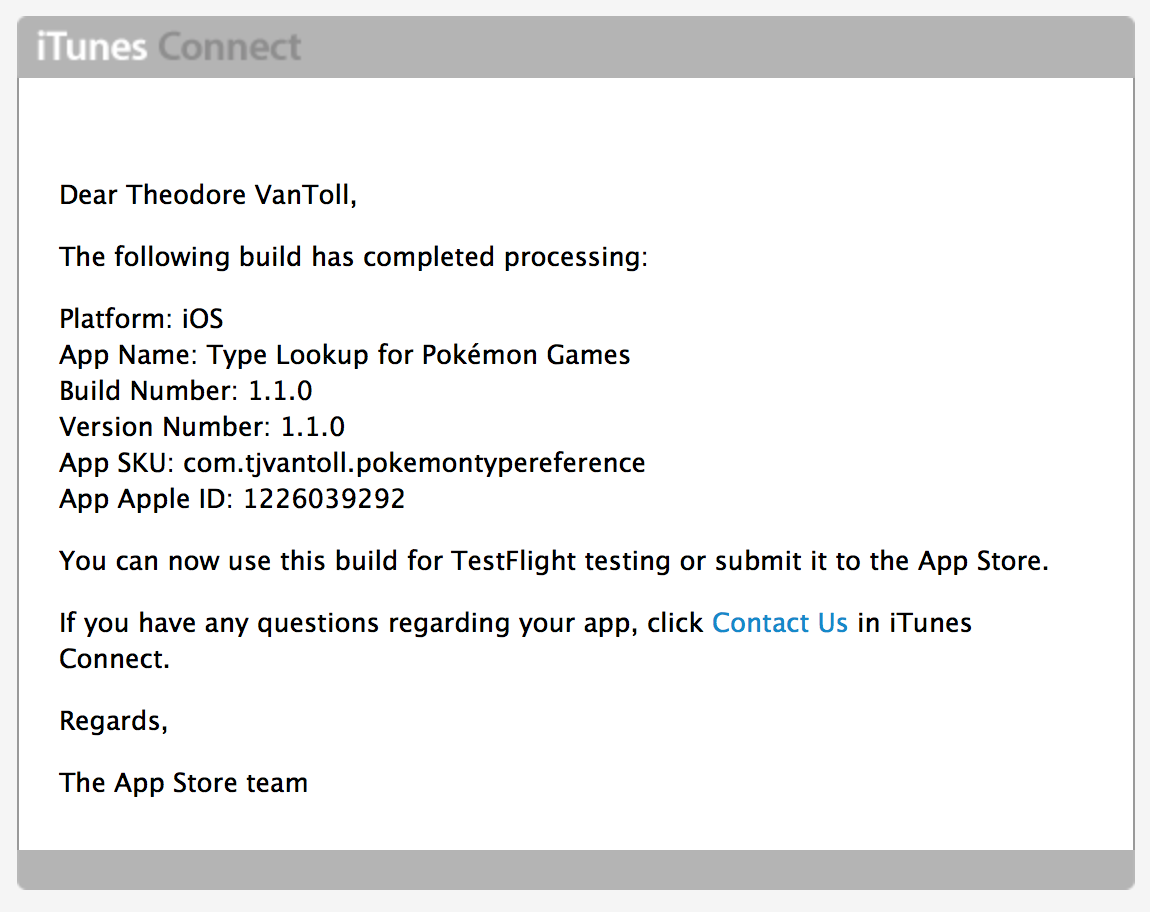 iTunes Connect
Dear Theodore VanToll,
The following build has completed processing:
Platform: iOS
App Name: Type Lookup for Pokémon Games
Build Number: 1.1.0
Version Number: 1.1.0
App SKU: com.tjvantoll.pokemontypereference
App Apple ID: 1226039292
You can now use this build for TestFlight testing or submit it to the App Store.
If you have any questions regarding your app, click Contact Us in iTunes
Connect.
Regards,
The App Store team